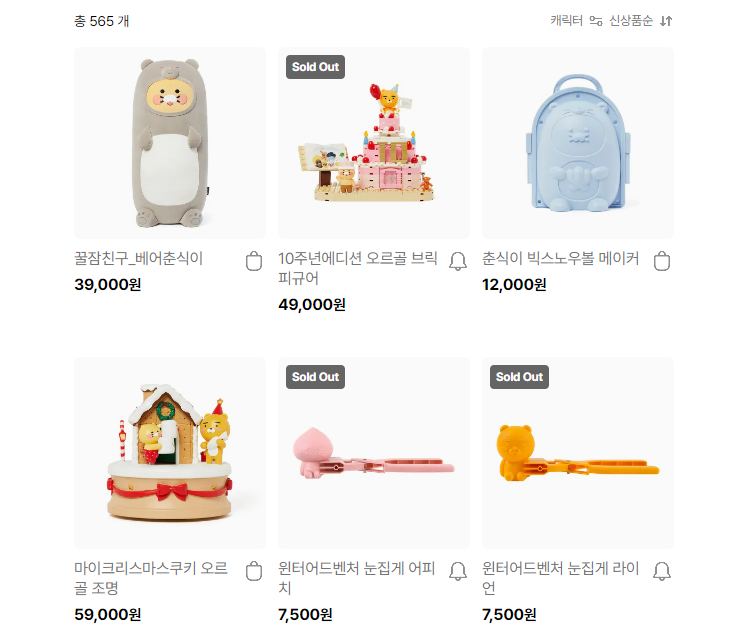 총 565 개
캐릭터 신상품순
Sold Out
꿀잠친구_베어춘식이
39,000원
10주년에디션 오르골 브릭
피규어
49,000원
춘식이 빅스노우볼 메이커
12,000원
Sold Out
Sold Out
마이크리스마스쿠키 오르
골 조명
59,000원
윈터어드벤처 눈집게 어피
치
7,500원
윈터어드벤처 눈집게 라이
언
7,500원